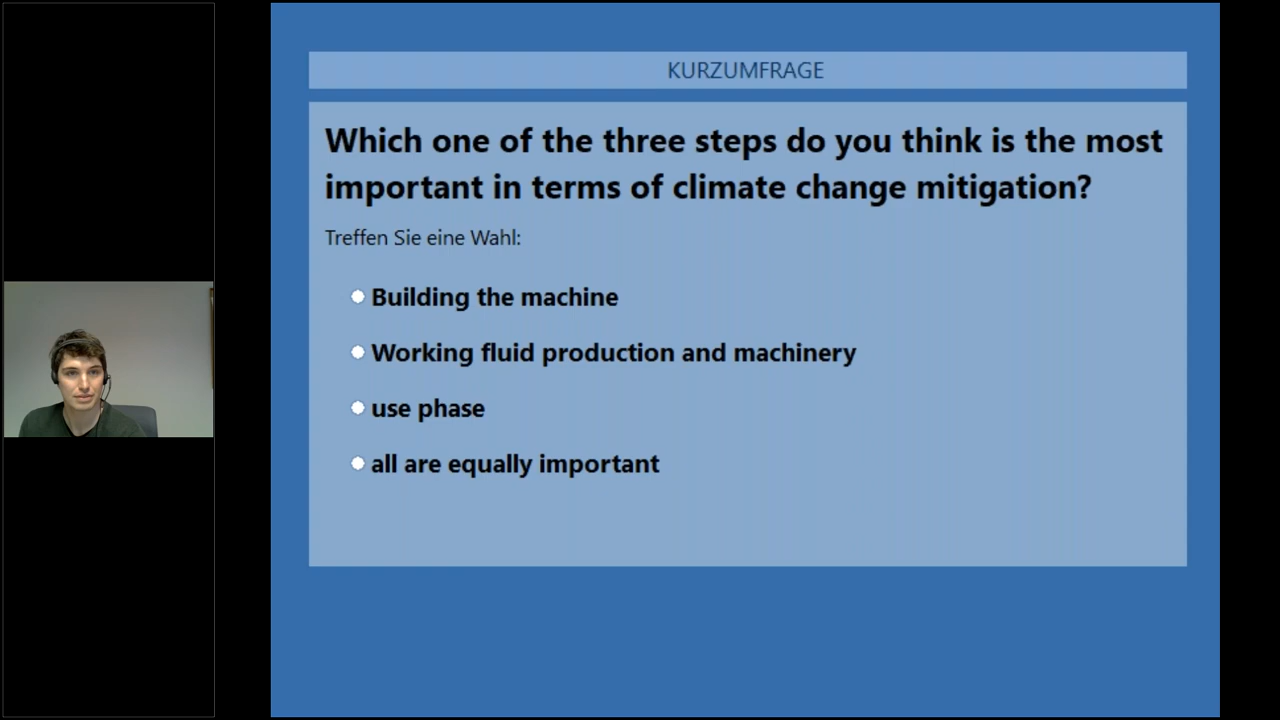 KURZUMFRAGE
Which one of the three steps do you think is the most
important in terms of climate change mitigation?
Treffen Sie eine Wahl:
Building the machine
Working fluid production and machinery
use phase
all are equally important